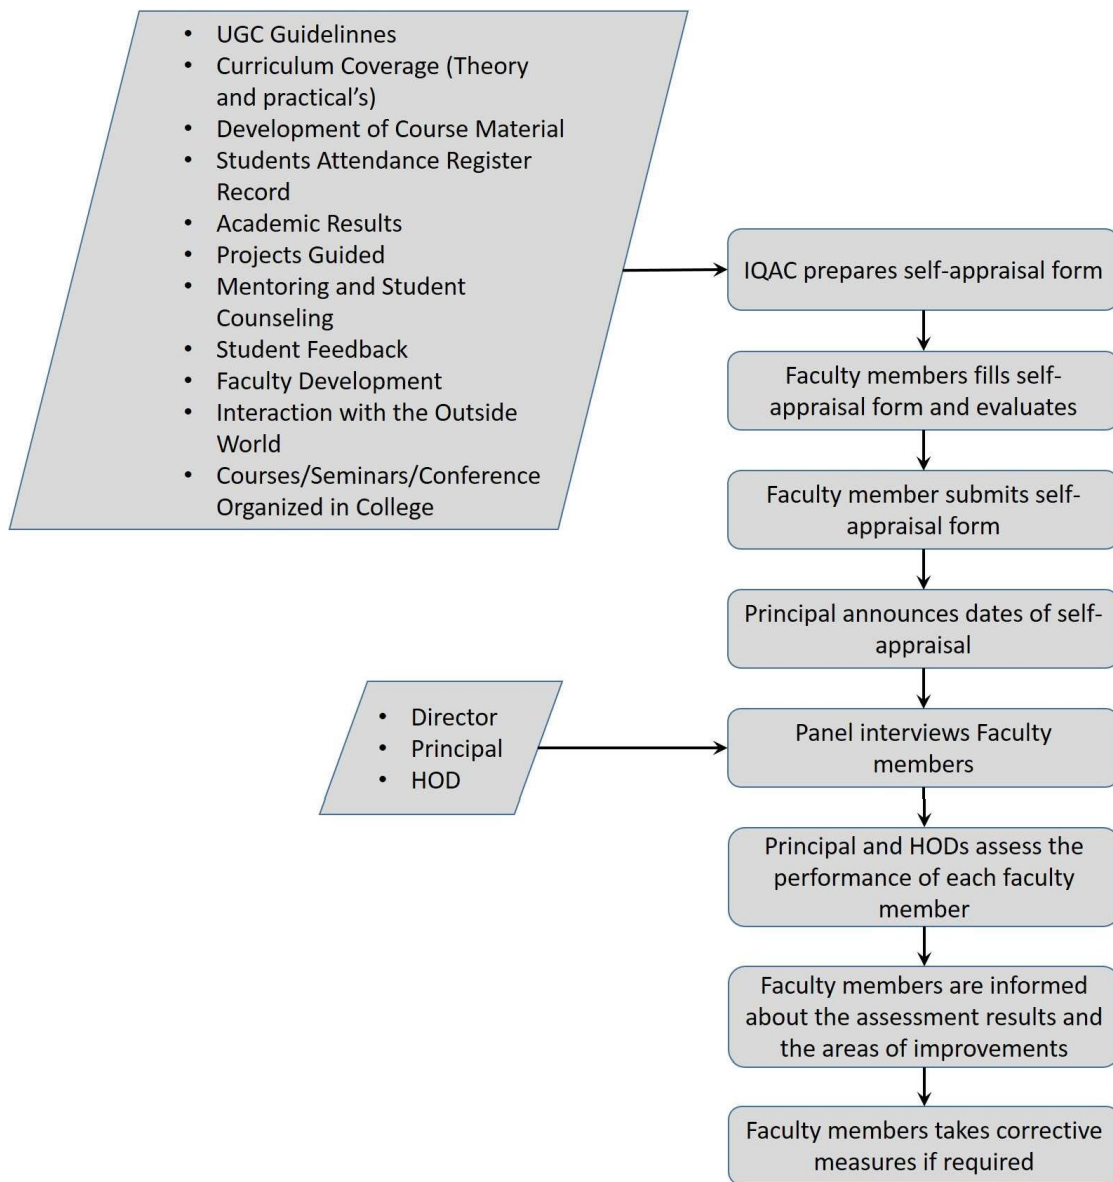 • UGC Guidelinnes
• Curriculum Coverage (Theory
and practical’s)
• Development of Course Material
• Students Attendance Register
Record
• Academic Results
• Projects Guided
• Mentoring and Student
Counseling
• Student Feedback
• Faculty Development
• Interaction with the Outside
World
• Courses/Seminars/Conference
Organized in College
IQAC prepares self-appraisal form
Faculty members fills self-
appraisal form and evaluates
Faculty member submits self-
appraisal form
Principal announces dates of self-
appraisal
• Director
• Principal
• HOD
Panel interviews Faculty
members
Principal and HODs assess the
performance of each faculty
member
Faculty members are informed
about the assessment results and
the areas of improvements
Faculty members takes corrective
measures if required